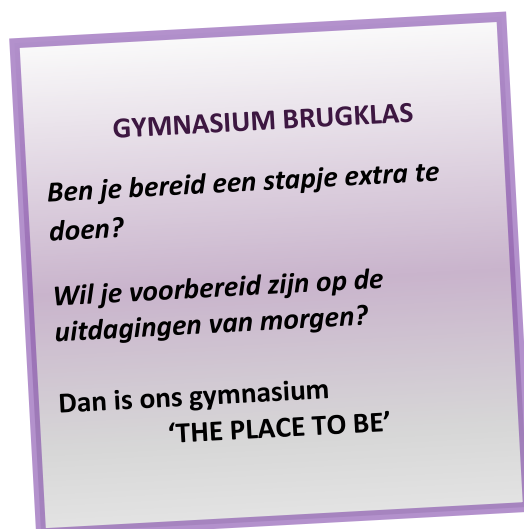 GYMNASIUM BRUGKLAS
Ben je bereid een stapje extra te
doen?
Wil je voorbereid zijn op de
uitdagingen van morgen?
Dan is ons gymnasium
‘THE PLACE TO BE’